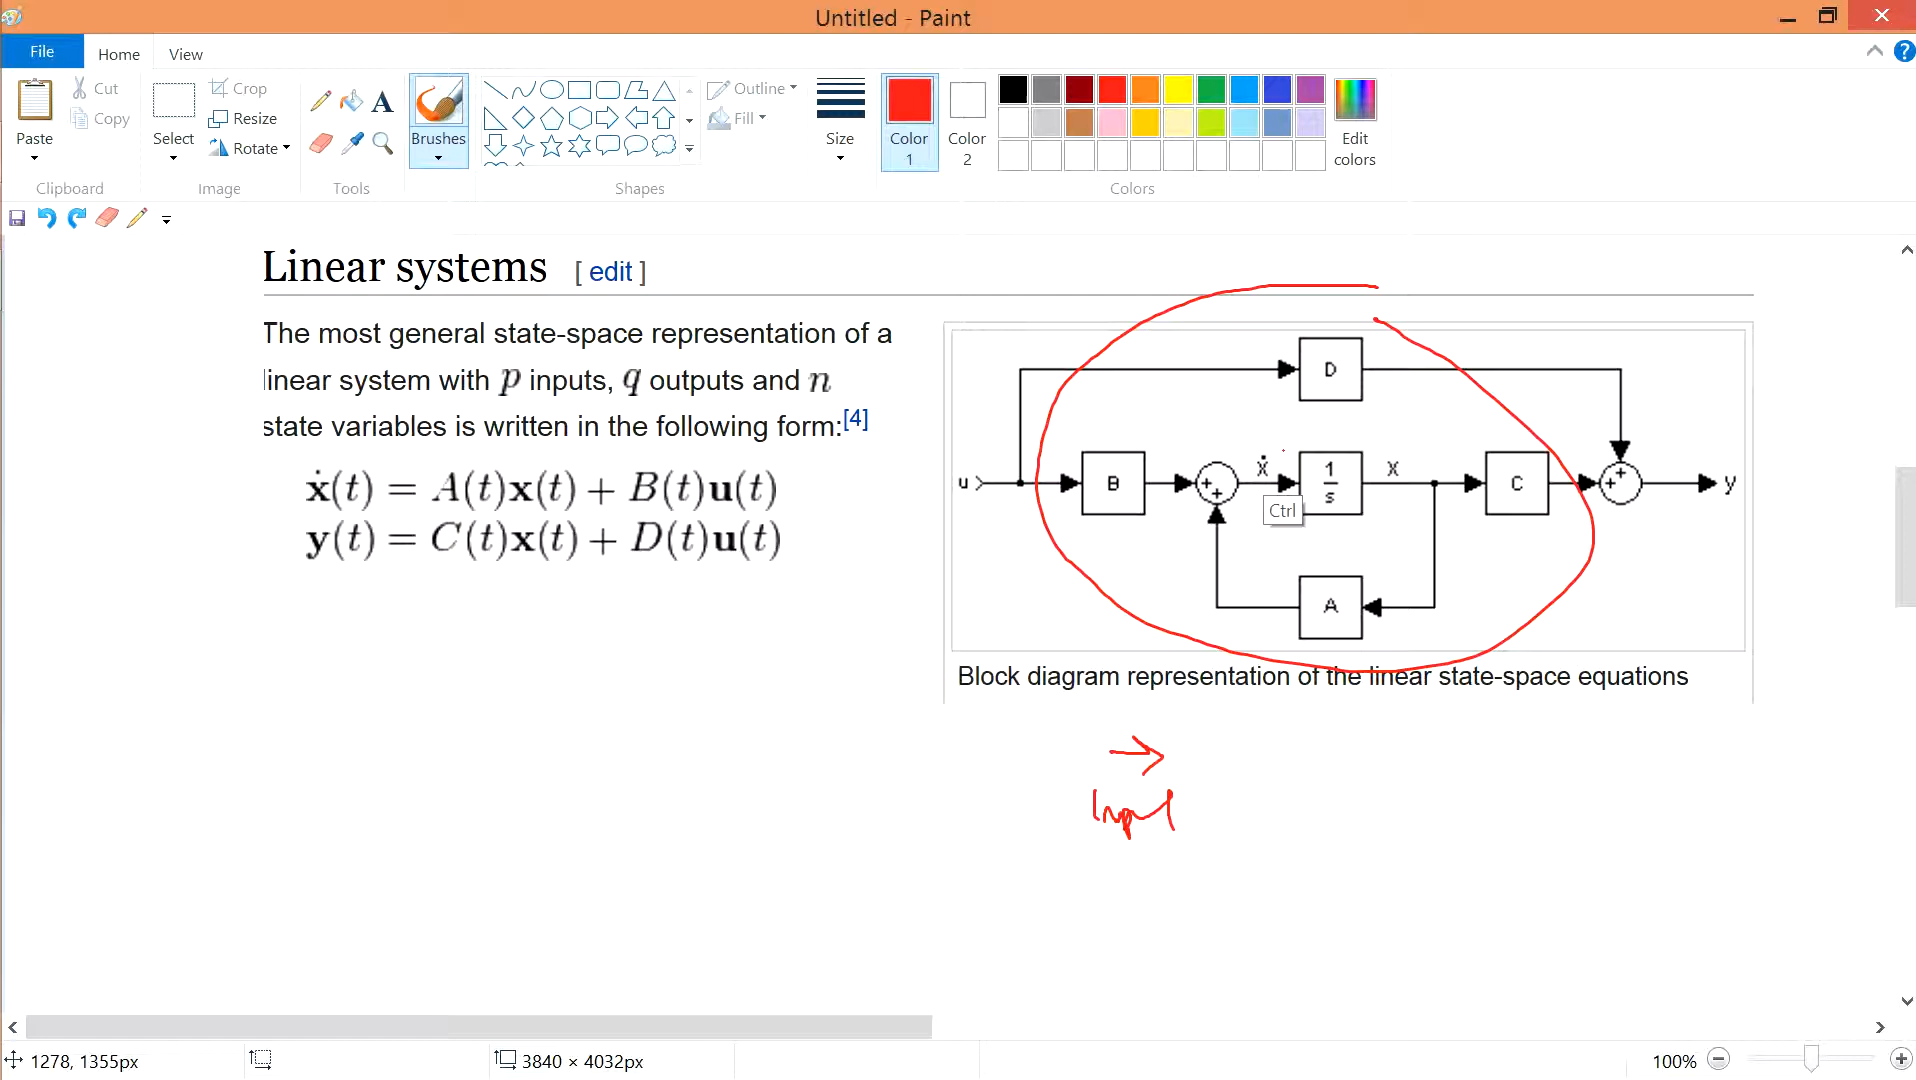 Untitled - Paint
File
Home
View
Paste
Cut
Copy
Clipboard
Select
Crop
Resize
Rotate
Image
A
Tools
Brushes
Outline
Fill
Shapes
Size
Color 1
Color 2
Edit colors
Colors
Linear systems [ edit ]
The most general state-space representation of a
linear system with p inputs, q outputs and n
state variables is written in the following form:[4]
ẋ(t) = A(t)x(t) + B(t)u(t)
y(t) = C(t)x(t) + D(t)u(t)
D
u B + + ẋ 1/s x C + + y
Ctrl
A
Block diagram representation of the linear state-space equations
Input
1278, 1355px
3840 × 4032px
100%